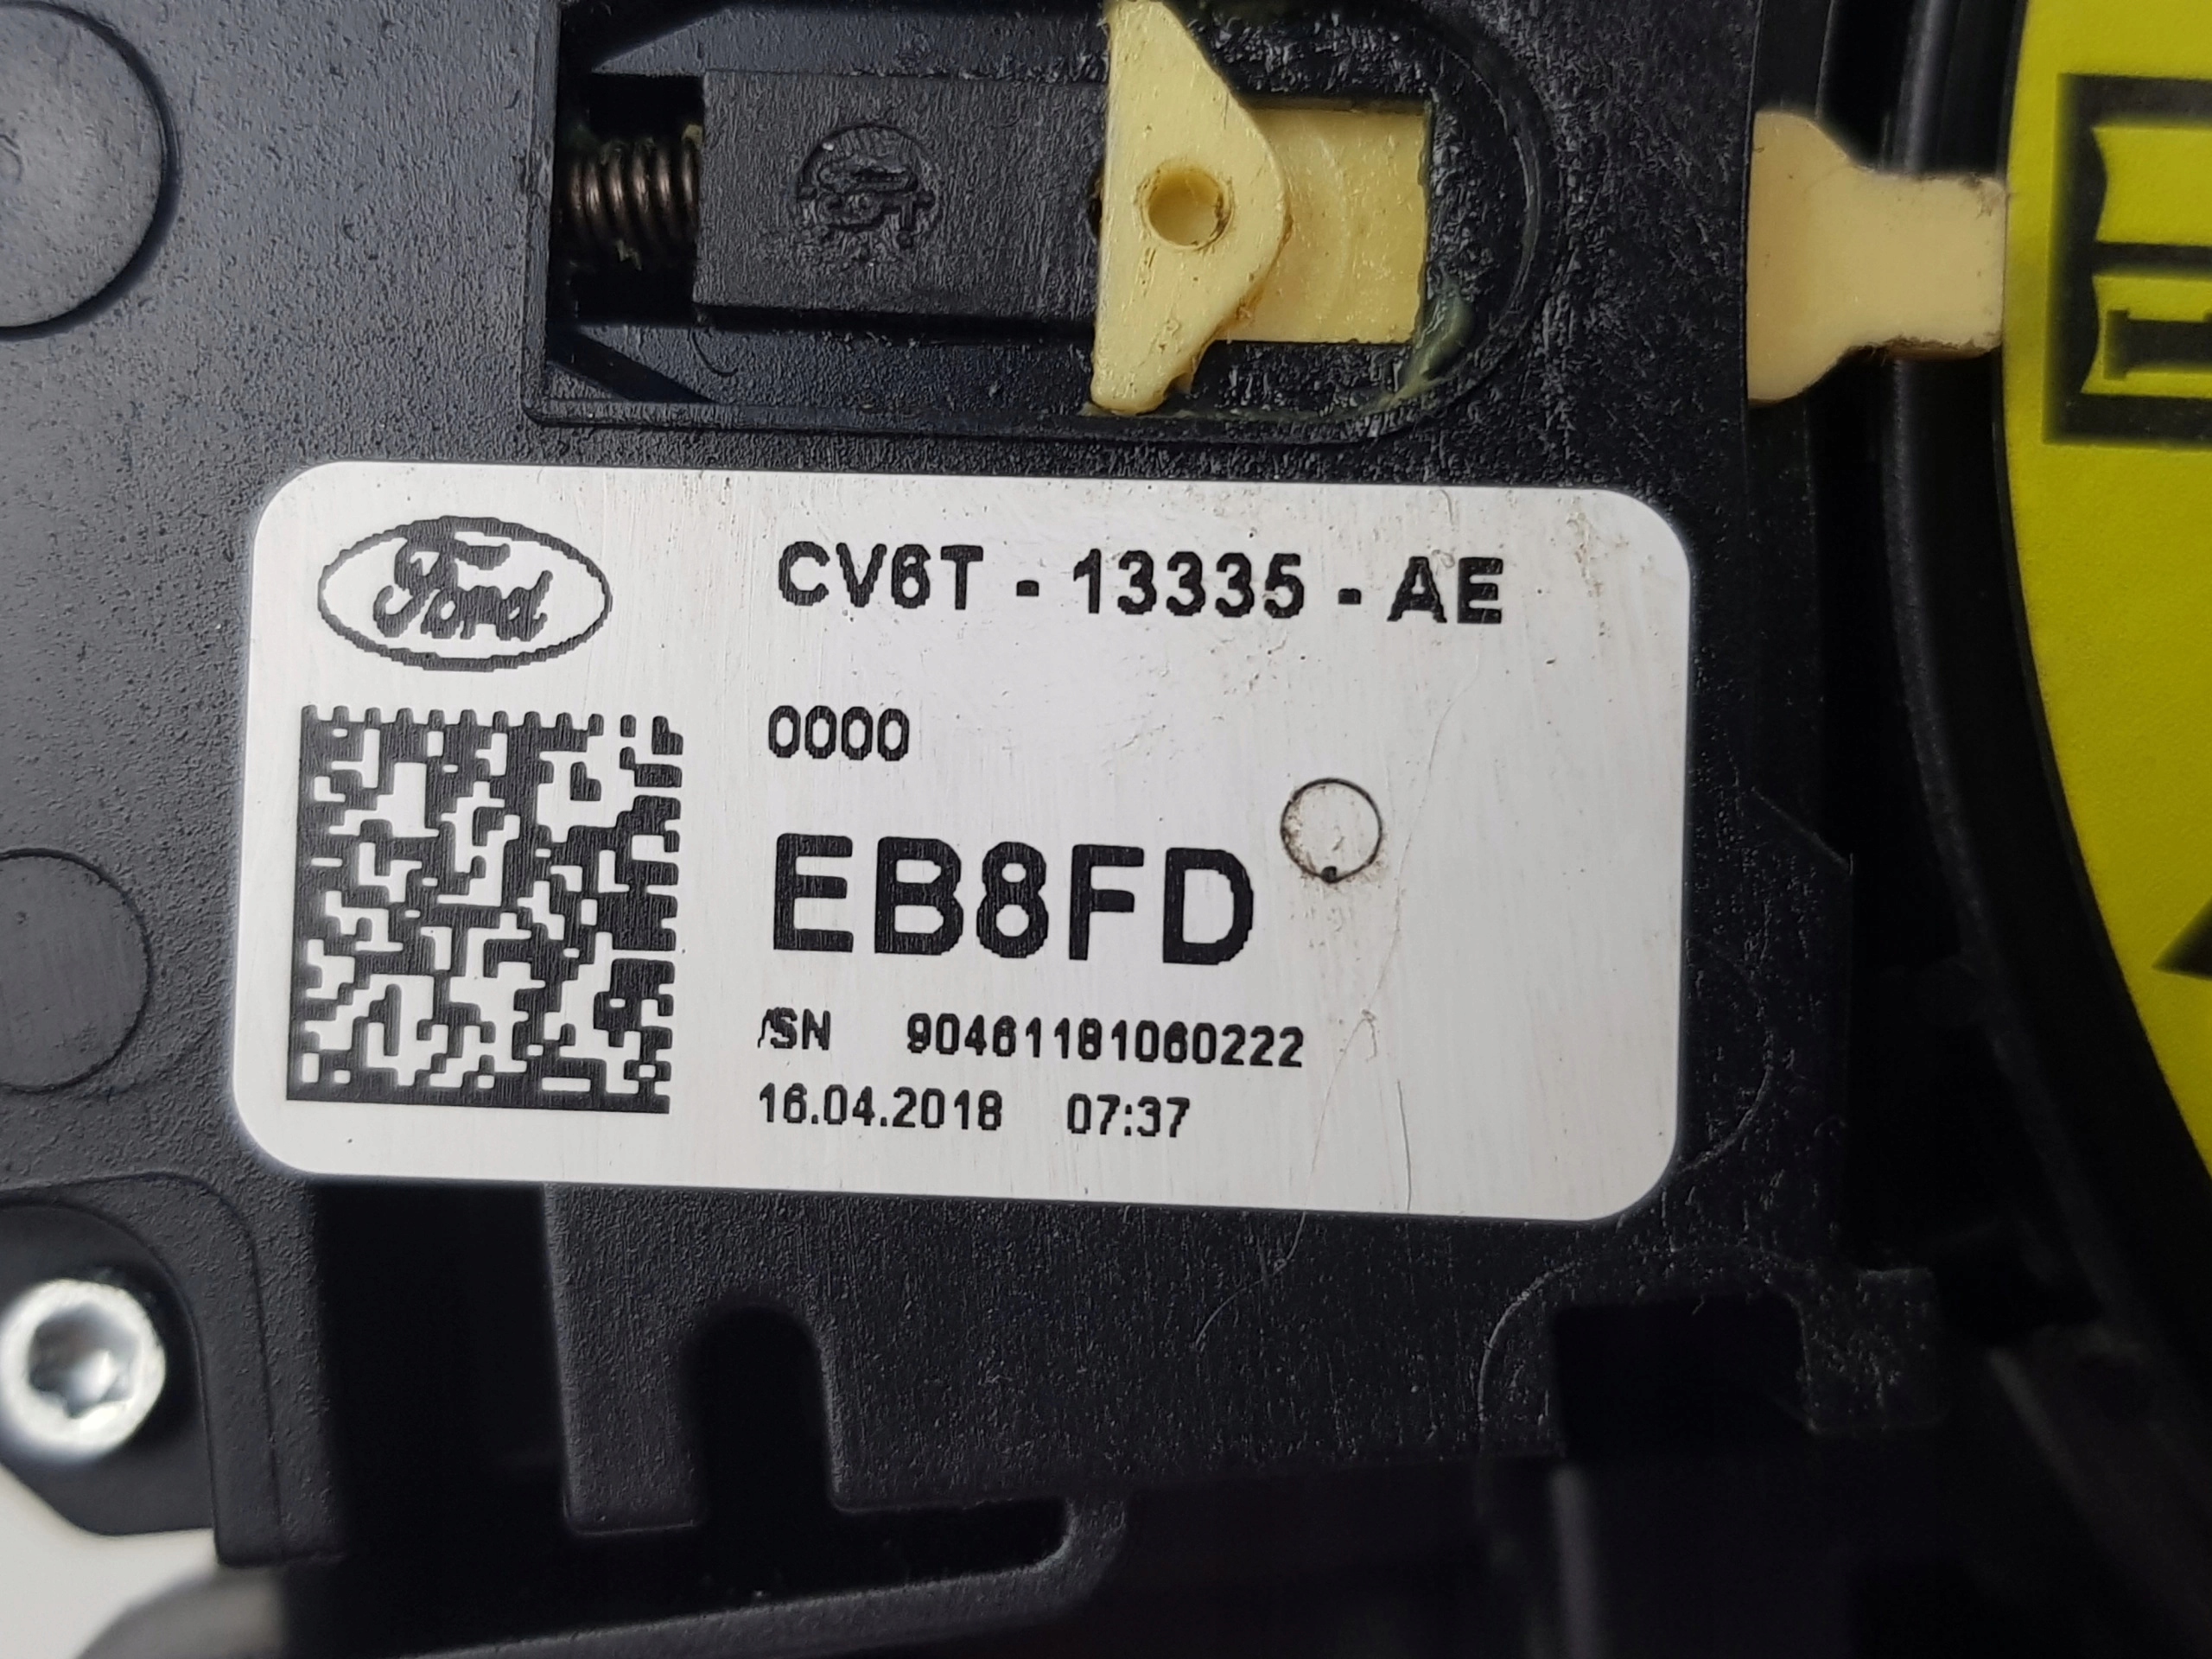 Ford
CV6T - 13335 - AE
0000
EB8FD
/SN 90461181060222
16.04.2018 07:37